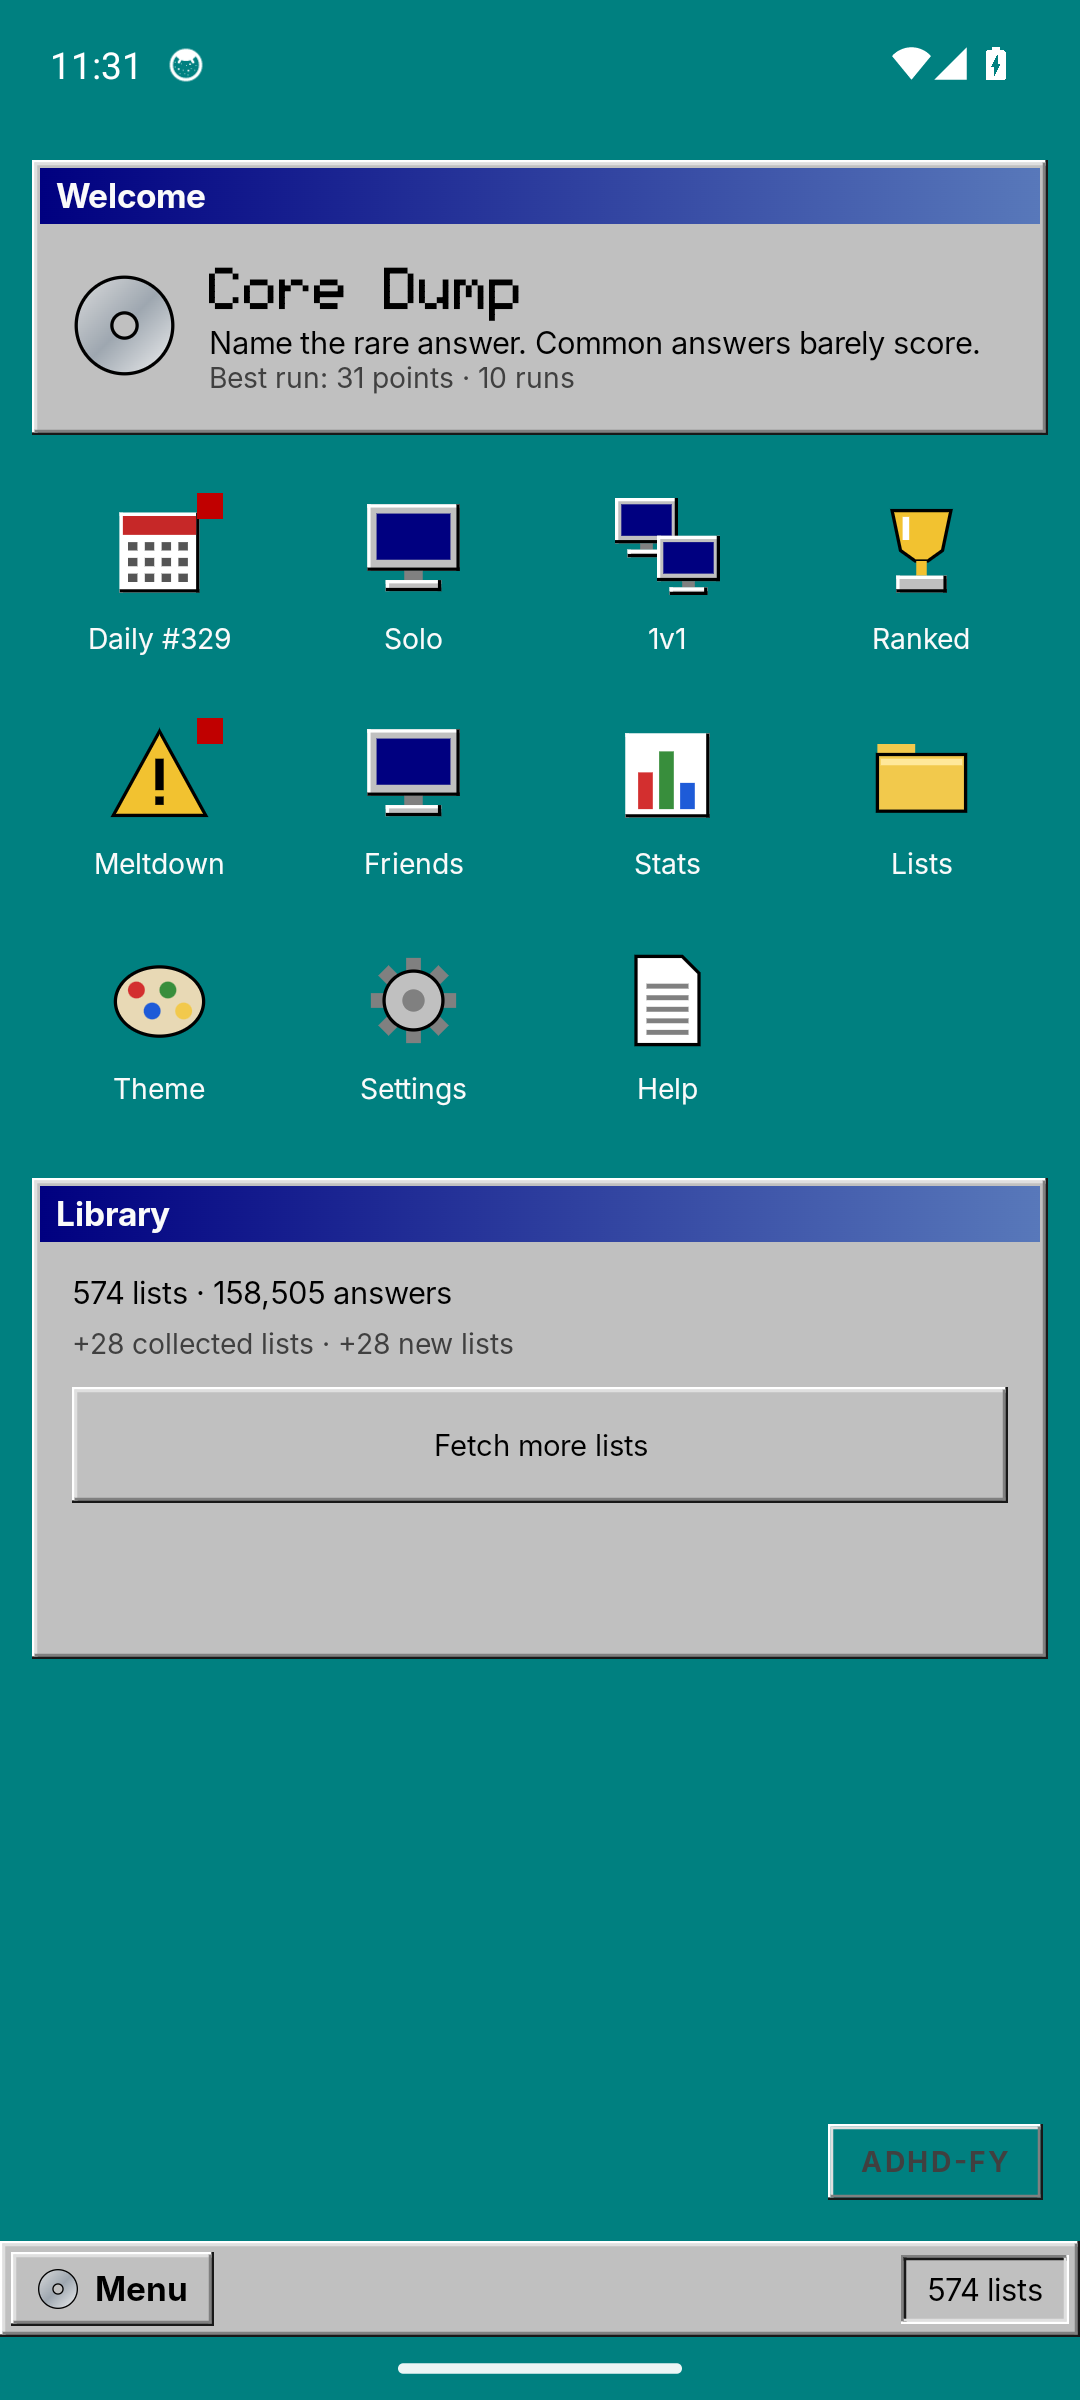 11:31
Welcome
Core Dump
Name the rare answer. Common answers barely score.
Best run: 31 points · 10 runs
Daily #329
Solo
1v1
Ranked
Meltdown
Friends
Stats
Lists
Theme
Settings
Help
Library
574 lists · 158,505 answers
+28 collected lists · +28 new lists
Fetch more lists
ADHD-FY
Menu
574 lists